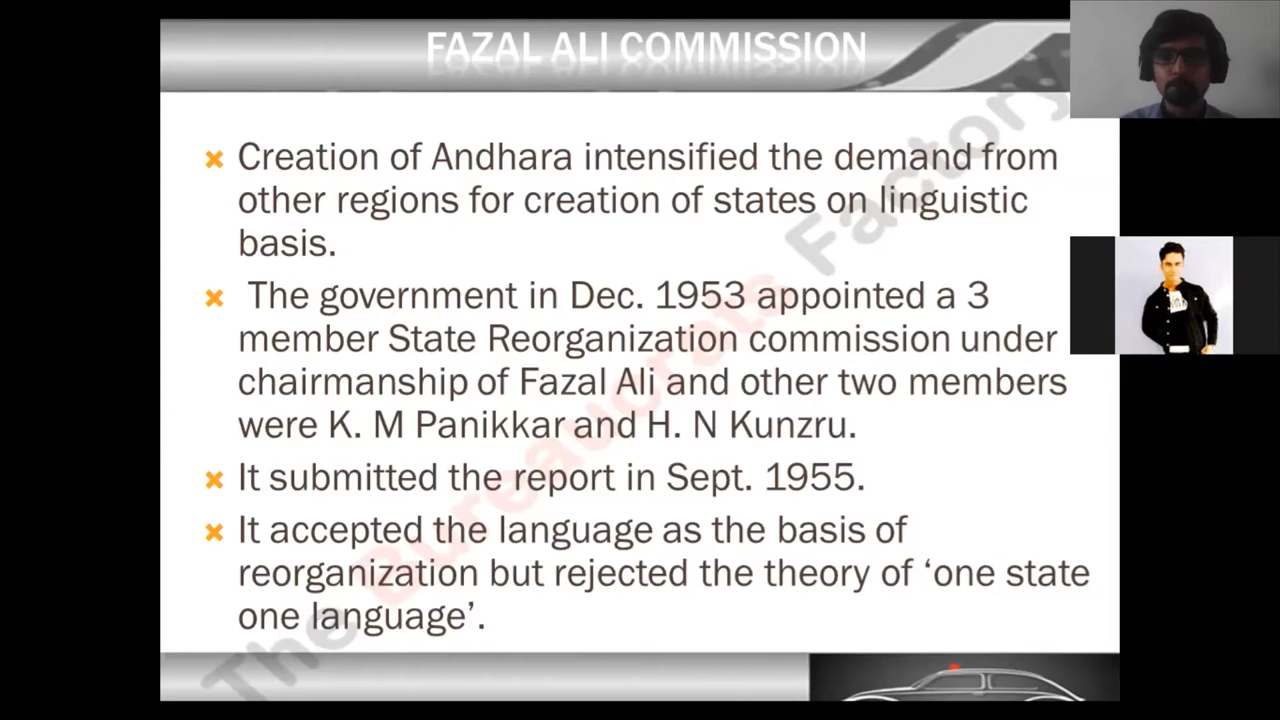 FAZAL ALI COMMISSION
Creation of Andhara intensified the demand from
other regions for creation of states on linguistic
basis.
The government in Dec. 1953 appointed a 3
member State Reorganization commission under
chairmanship of Fazal Ali and other two members
were K. M Panikkar and H. N Kunzru.
It submitted the report in Sept. 1955.
It accepted the language as the basis of
reorganization but rejected the theory of ‘one state
one language’.
The Bureaucrats Factory